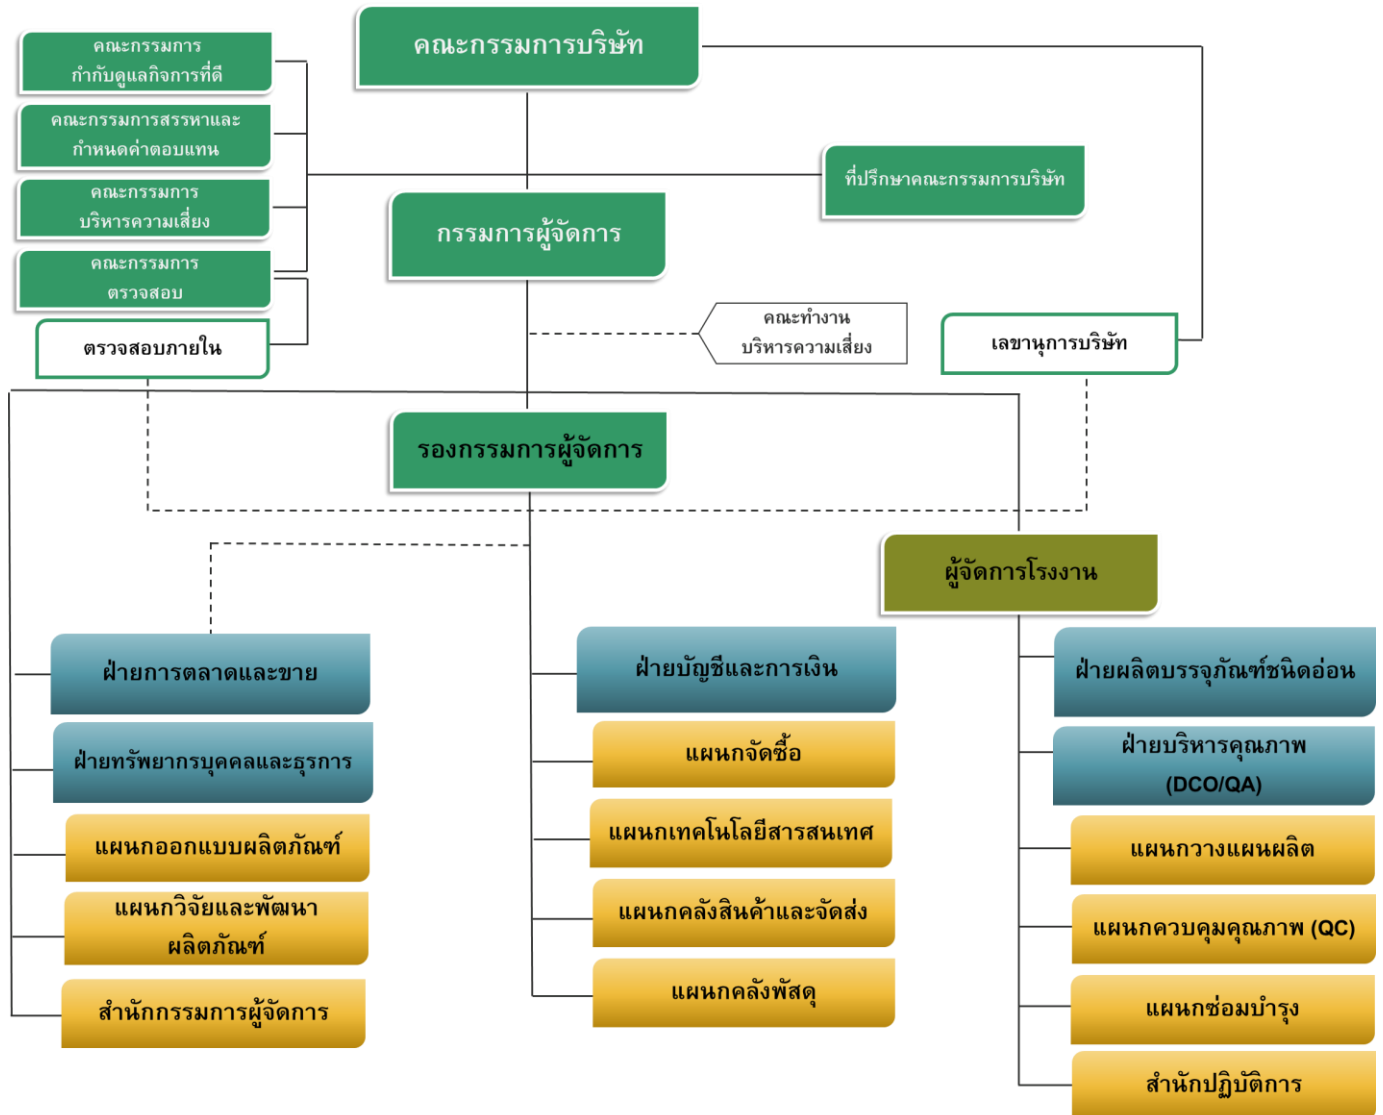 คณะกรรมการบริษัท
คณะกรรมการ
กำกับดูแลกิจการที่ดี
คณะกรรมการสรรหาและ
กำหนดค่าตอบแทน
คณะกรรมการ
บริหารความเสี่ยง
คณะกรรมการ
ตรวจสอบ
ตรวจสอบภายใน
ที่ปรึกษาคณะกรรมการบริษัท
กรรมการผู้จัดการ
คณะทำงาน
บริหารความเสี่ยง
เลขานุการบริษัท
รองกรรมการผู้จัดการ
ผู้จัดการโรงงาน
ฝ่ายการตลาดและขาย
ฝ่ายทรัพยากรบุคคลและธุรการ
แผนกออกแบบผลิตภัณฑ์
แผนกวิจัยและพัฒนา
ผลิตภัณฑ์
สำนักกรรมการผู้จัดการ
ฝ่ายบัญชีและการเงิน
แผนกจัดซื้อ
แผนกเทคโนโลยีสารสนเทศ
แผนกคลังสินค้าและจัดส่ง
แผนกคลังพัสดุ
ฝ่ายผลิตบรรจุภัณฑ์ชนิดอ่อน
ฝ่ายบริหารคุณภาพ
(DCO/QA)
แผนกวางแผนผลิต
แผนกควบคุมคุณภาพ (QC)
แผนกซ่อมบำรุง
สำนักปฏิบัติการ